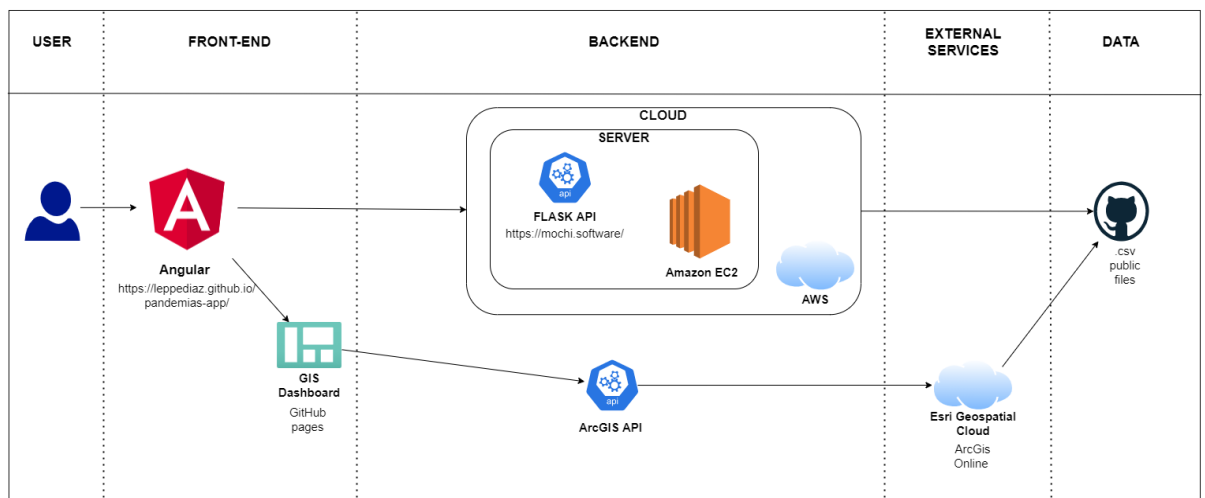 USER
FRONT-END
BACKEND
EXTERNAL
SERVICES
DATA
CLOUD
SERVER
api
FLASK API
https://mochi.software/
Amazon EC2
AWS
Angular
https://leppediaz.github.io/
pandemias-app/
.csv
public
files
GIS
Dashboard
GitHub
pages
api
ArcGIS API
Esri Geospatial
Cloud
ArcGis
Online